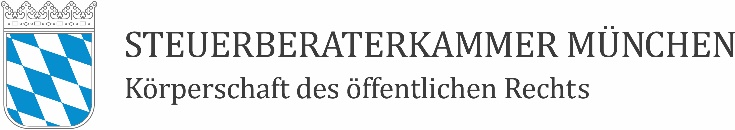 STEUERBERATERKAMMER MÜNCHEN
Körperschaft des öffentlichen Rechts